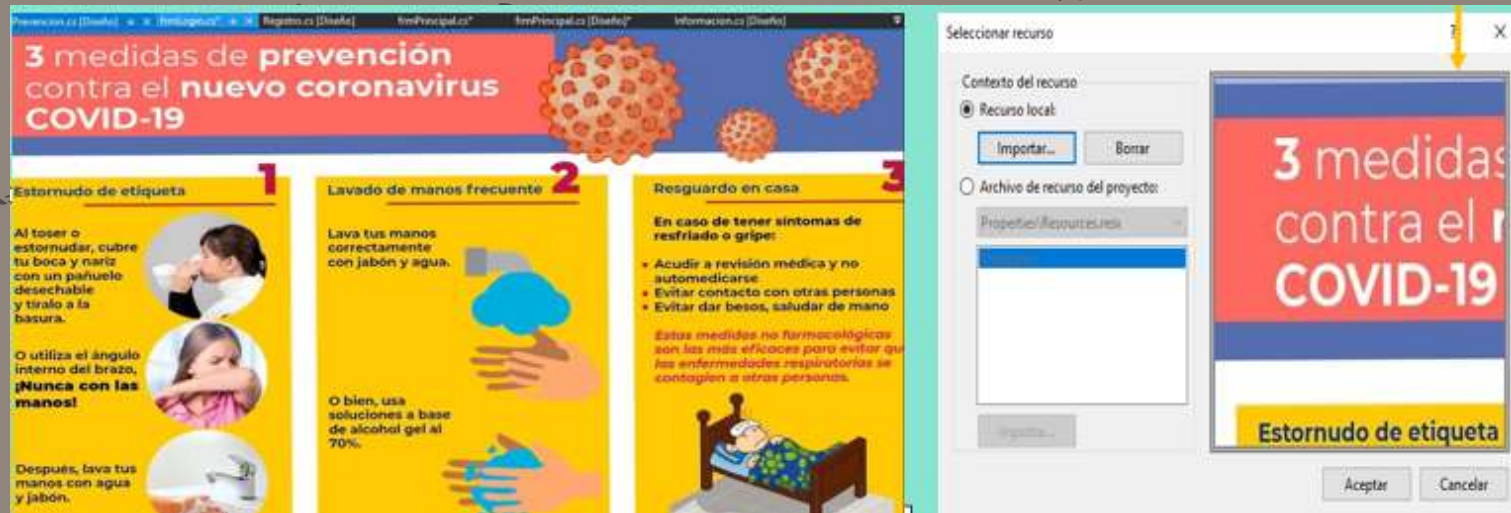 Prevencion.cs [Diseño]
frmLogin.cs*
Registro.cs [Diseño]
frmPrincipal.cs*
frmPrincipal.cs [Diseño]*
Informacion.cs [Diseño]
3 medidas de prevención
contra el nuevo coronavirus
COVID-19
1
Estornudo de etiqueta
Al toser o
estornudar, cubre
tu boca y nariz
con un pañuelo
desechable
y tíralo a la
basura.
O utiliza el ángulo
interno del brazo,
¡Nunca con las
manos!
Después, lava tus
manos con agua
y jabón.
2
Lavado de manos frecuente
Lava tus manos
correctamente
con jabón y agua.
O bien, usa
soluciones a base
de alcohol gel al
70%.
3
Resguardo en casa
En caso de tener síntomas de
resfriado o gripe:
• Acudir a revisión médica y no
automedicarse
• Evitar contacto con otras personas
• Evitar dar besos, saludar de mano
Estas medidas no farmacológicas
son las más eficaces para evitar qu
las enfermedades respiratorias se
contagien a otras personas.
Seleccionar recurso
? X
Contexto del recurso
Recurso local:
Importar...
Borrar
Archivo de recurso del proyecto:
Properties\Resources.resx
Importar...
3 medidas
contra el
COVID-19
Estornudo de etiqueta
Aceptar
Cancelar